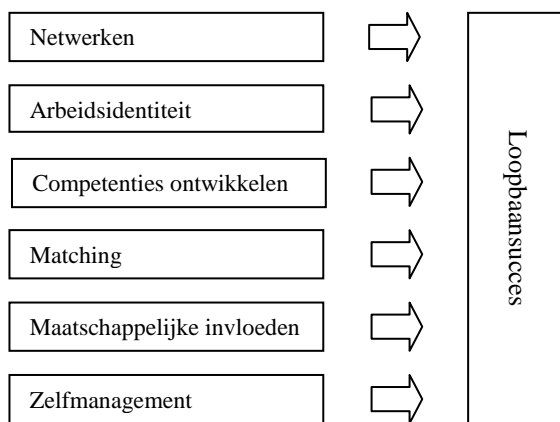 Netwerken
Arbeidsidentiteit
Competenties ontwikkelen
Matching
Maatschappelijke invloeden
Zelfmanagement
Loopbaansucces